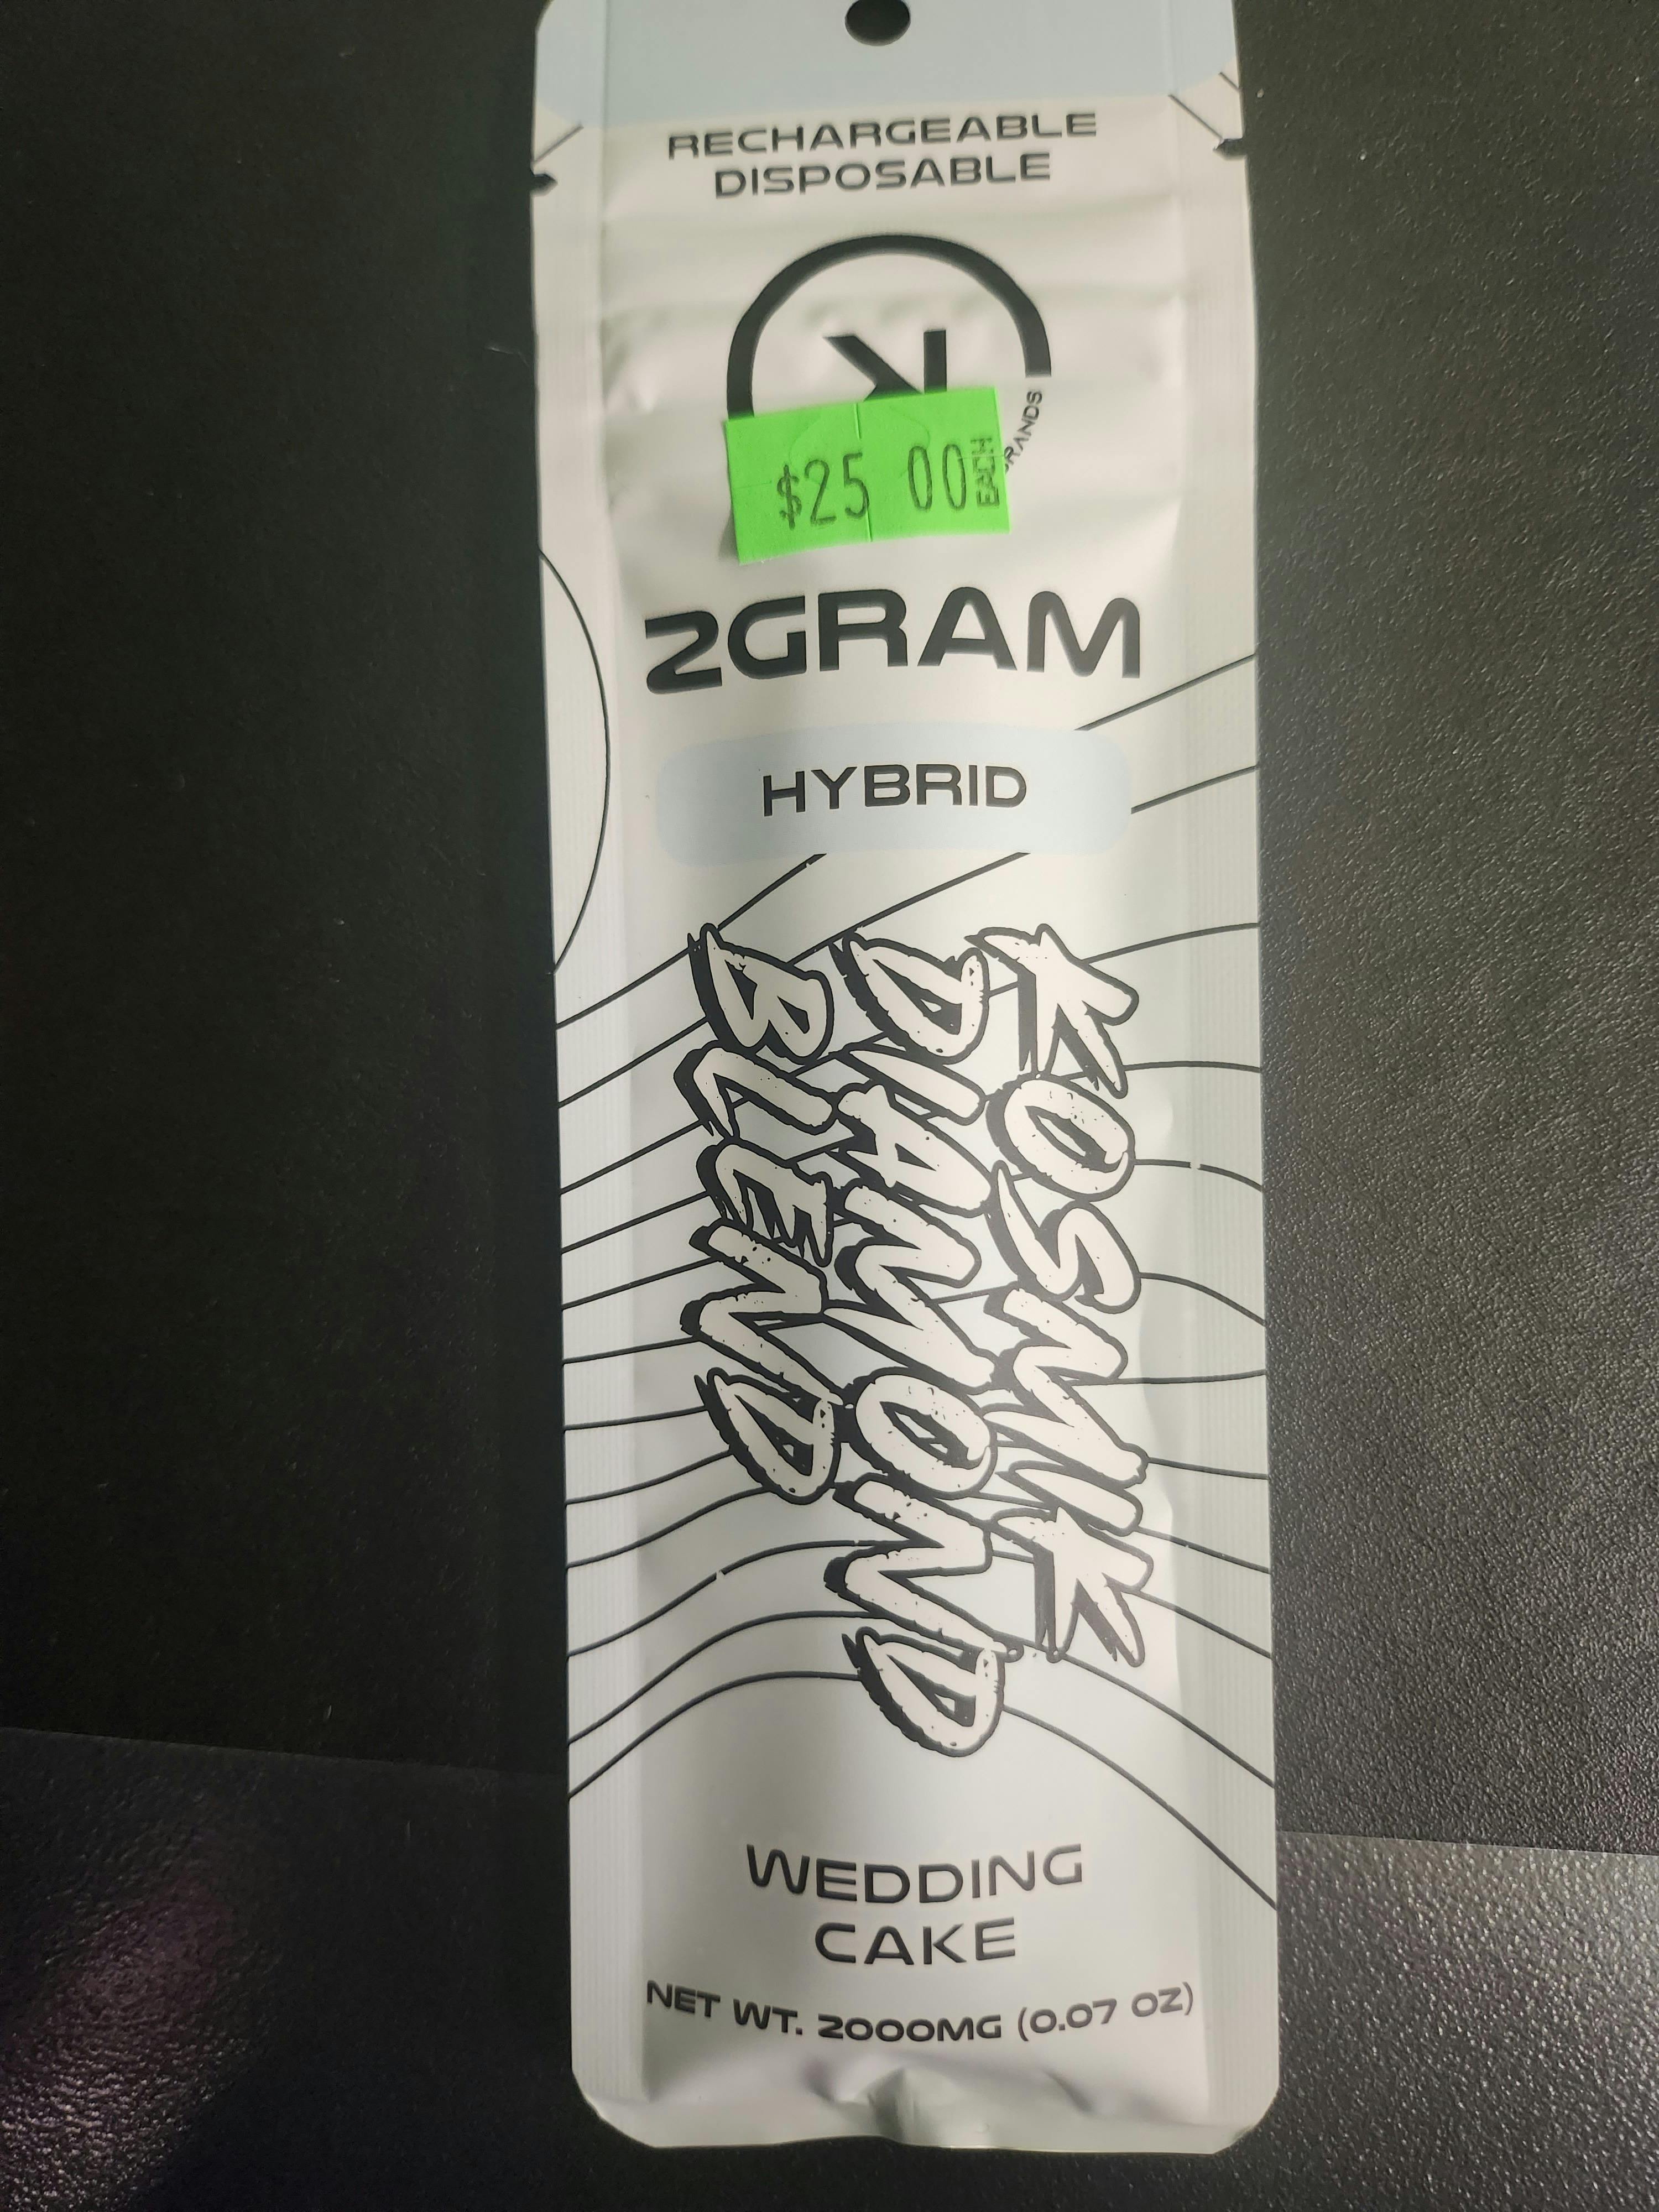 RECHARGEABLE
DISPOSABLE
K
$25 00 EACH
2GRAM
HYBRID
KOSMIK
DIAMOND
BLEND
WEDDING
CAKE
NET WT. 2000MG (0.07 OZ)